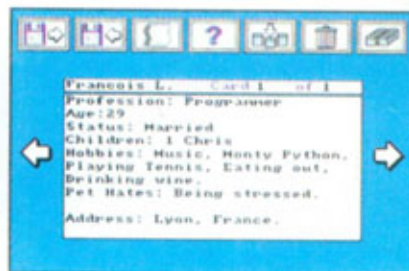 ?
Francois L. Card 1 of 1
Profession: Programmer
Age:29
Status: Married
Children: 1 Chris
Hobbies: Music, Monty Python,
Playing Tennis, Eating out,
Drinking wine.
Pet Hates: Being stressed.
Address: Lyon, France.